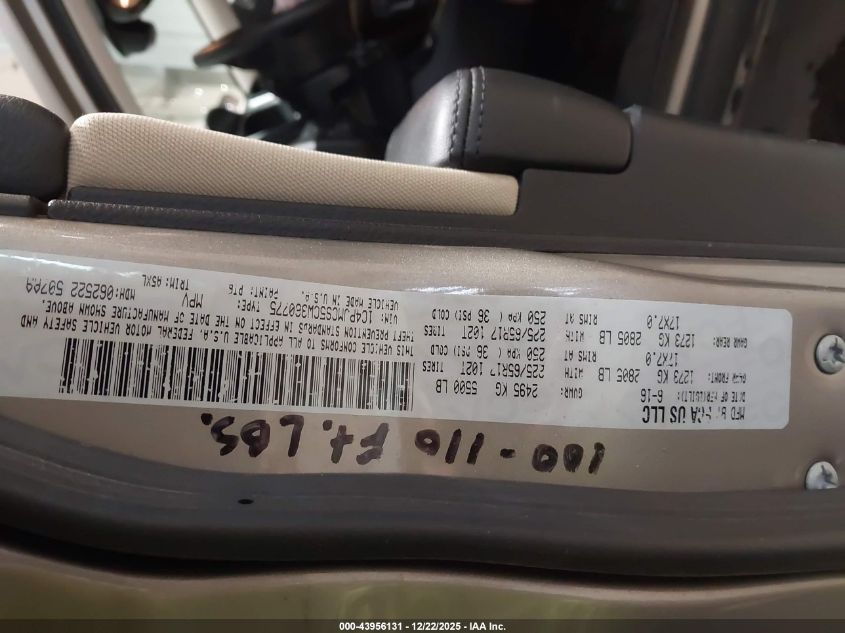 MFD BY FCA US LLC
DATE OF MFR(BUILT): 6-16 GVWR: 2495 KG 5500 LB
GAWR FRONT: 1273 KG 2805 LB WITH 225/65R17 102T TIRES
17X7.0 RIMS AT 250 KPA ( 36 PSI) COLD
GAWR REAR: 1273 KG 2805 LB WITH 225/65R17 102T TIRES
17X7.0 RIMS AT 250 KPA ( 36 PSI) COLD
THIS VEHICLE CONFORMS TO ALL APPLICABLE U.S.A. FEDERAL MOTOR VEHICLE SAFETY AND
THEFT PREVENTION STANDARDS IN EFFECT ON THE DATE OF MANUFACTURE SHOWN ABOVE.
VIN: 1C4PJMCS5GW360775 TYPE: MPV MDH:062522 507AA
VEHICLE MADE IN U.S.A. PAINT: PT6 TRIM: A5XL
100 - 110 Ft. LBS.
000-43956131 - 12/22/2025 - IAA Inc.